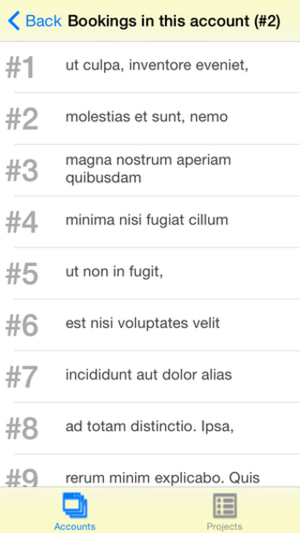 Back Bookings in this account (#2)
#1 ut culpa, inventore eveniet,
#2 molestias et sunt, nemo
#3 magna nostrum aperiam
quibusdam
#4 minima nisi fugiat cillum
#5 ut non in fugit,
#6 est nisi voluptates velit
#7 incididunt aut dolor alias
#8 ad totam distinctio. Ipsa,
#9 rerum minim explicabo. Quis
Accounts Projects